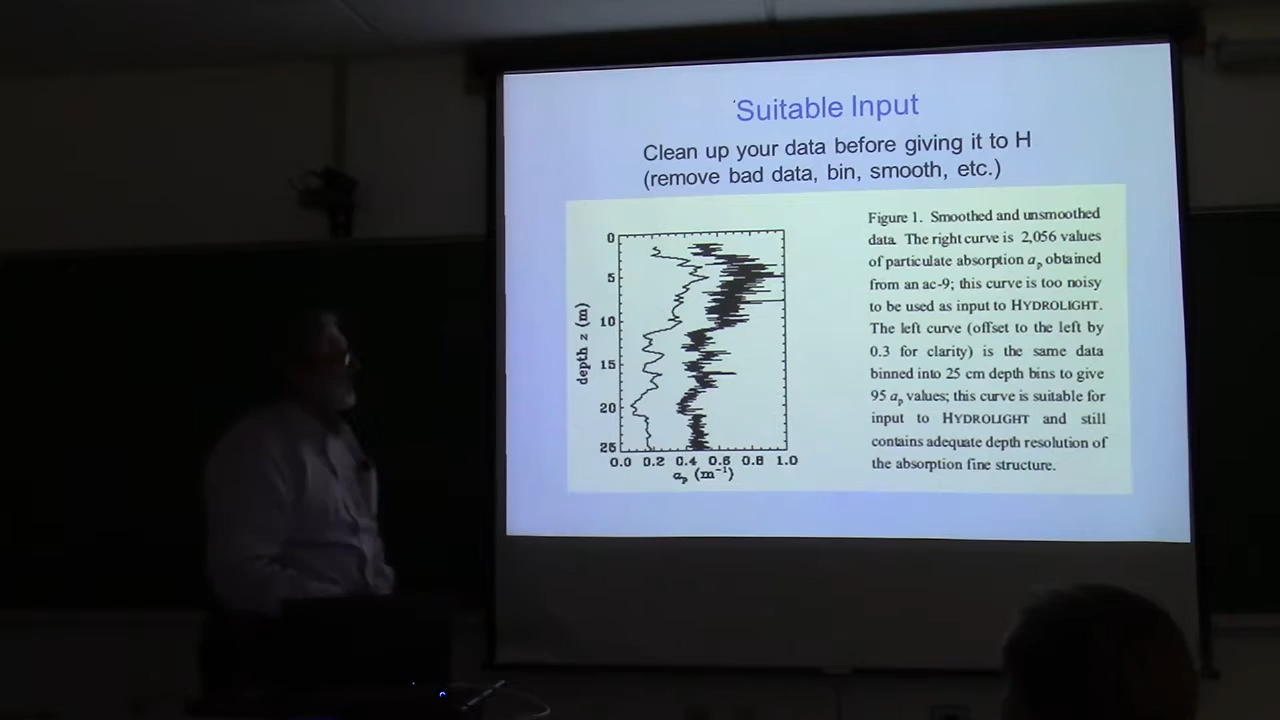 Suitable Input
Clean up your data before giving it to H
(remove bad data, bin, smooth, etc.)
Figure 1. Smoothed and unsmoothed
data. The right curve is 2,056 values
of particulate absorption ap obtained
from an ac-9; this curve is too noisy
to be used as input to HYDROLIGHT.
The left curve (offset to the left by
0.3 for clarity) is the same data
binned into 25 cm depth bins to give
95 ap values; this curve is suitable for
input to HYDROLIGHT and still
contains adequate depth resolution of
the absorption fine structure.
0
5
10
15
20
25
depth z (m)
0.0 0.2 0.4 0.6 0.8 1.0
ap (m⁻¹)